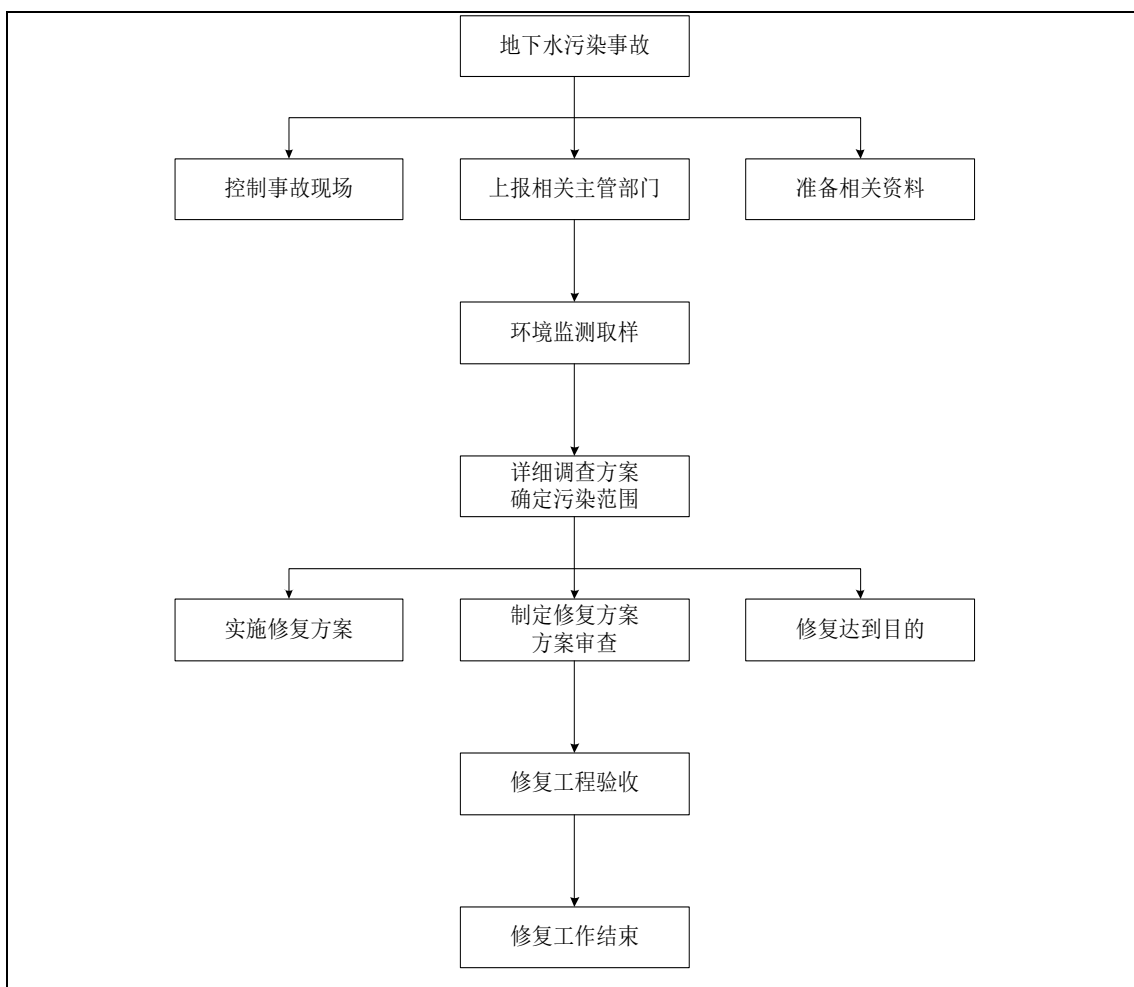 地下水污染事故
控制事故现场
上报相关主管部门
准备相关资料
环境监测取样
详细调查方案
确定污染范围
实施修复方案
制定修复方案
方案审查
修复达到目的
修复工程验收
修复工作结束